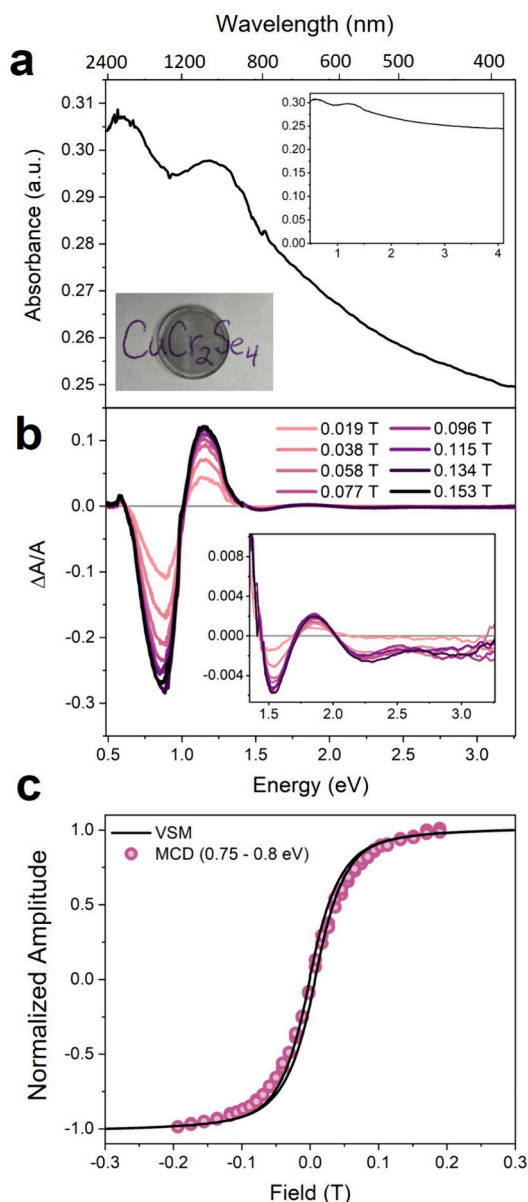 Wavelength (nm)
2400 1200 800 600 500 400
a
0.31
0.30
0.29
0.28
0.27
0.26
0.25
Absorbance (a.u.)
0.30
0.25
0.20
0.15
0.10
0.05
0.00
1 2 3 4
CuCr2Se4
b
0.1
0.0
-0.1
-0.2
-0.3
ΔA/A
0.019 T 0.096 T
0.038 T 0.115 T
0.058 T 0.134 T
0.077 T 0.153 T
0.008
0.004
0.000
-0.004
1.5 2.0 2.5 3.0
0.5 1.0 1.5 2.0 2.5 3.0
Energy (eV)
c
1.0
0.5
0.0
-0.5
-1.0
Normalized Amplitude
VSM
MCD (0.75 - 0.8 eV)
-0.3 -0.2 -0.1 0.0 0.1 0.2 0.3
Field (T)